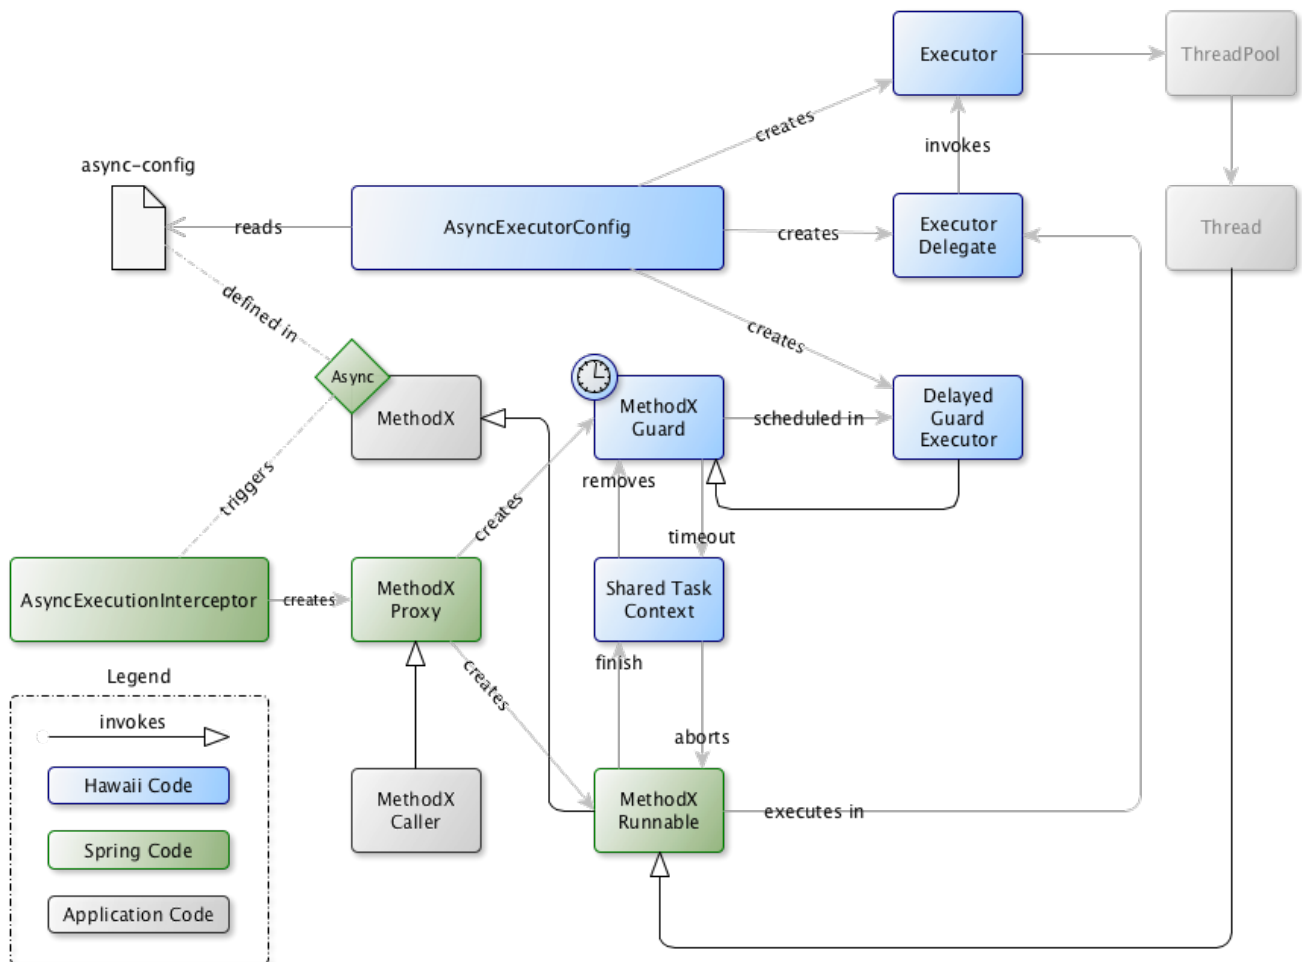 Executor
ThreadPool
creates
invokes
async-config
reads
AsyncExecutorConfig
creates
Executor
Delegate
Thread
defined in
creates
Async
MethodX
MethodX
Guard
scheduled in
Delayed
Guard
Executor
triggers
creates
removes
timeout
AsyncExecutionInterceptor
creates
MethodX
Proxy
Shared Task
Context
creates
finish
Legend
invokes
aborts
Hawaii Code
MethodX
Caller
MethodX
Runnable
executes in
Spring Code
Application Code